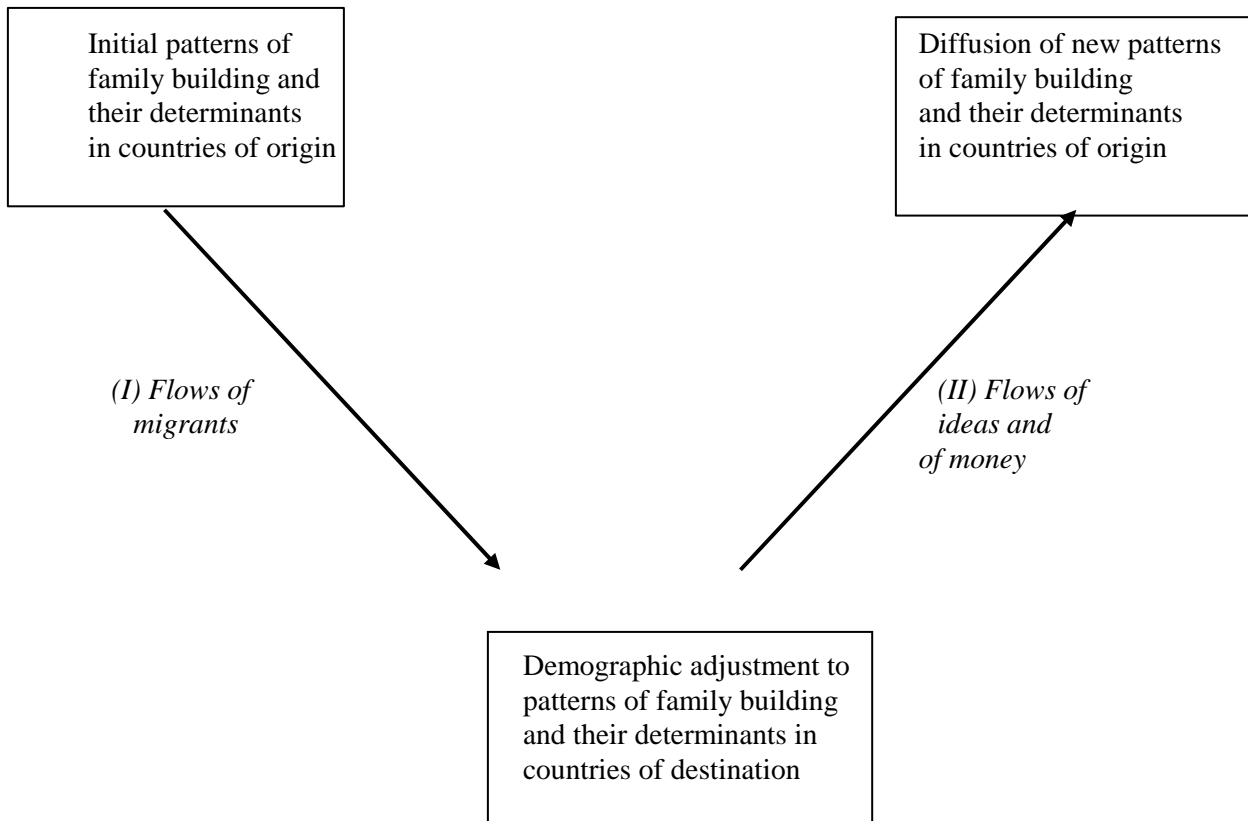 Initial patterns of
family building and
their determinants
in countries of origin
Diffusion of new patterns
of family building
and their determinants
in countries of origin
(I) Flows of
migrants
(II) Flows of
ideas and
of money
Demographic adjustment to
patterns of family building
and their determinants in
countries of destination